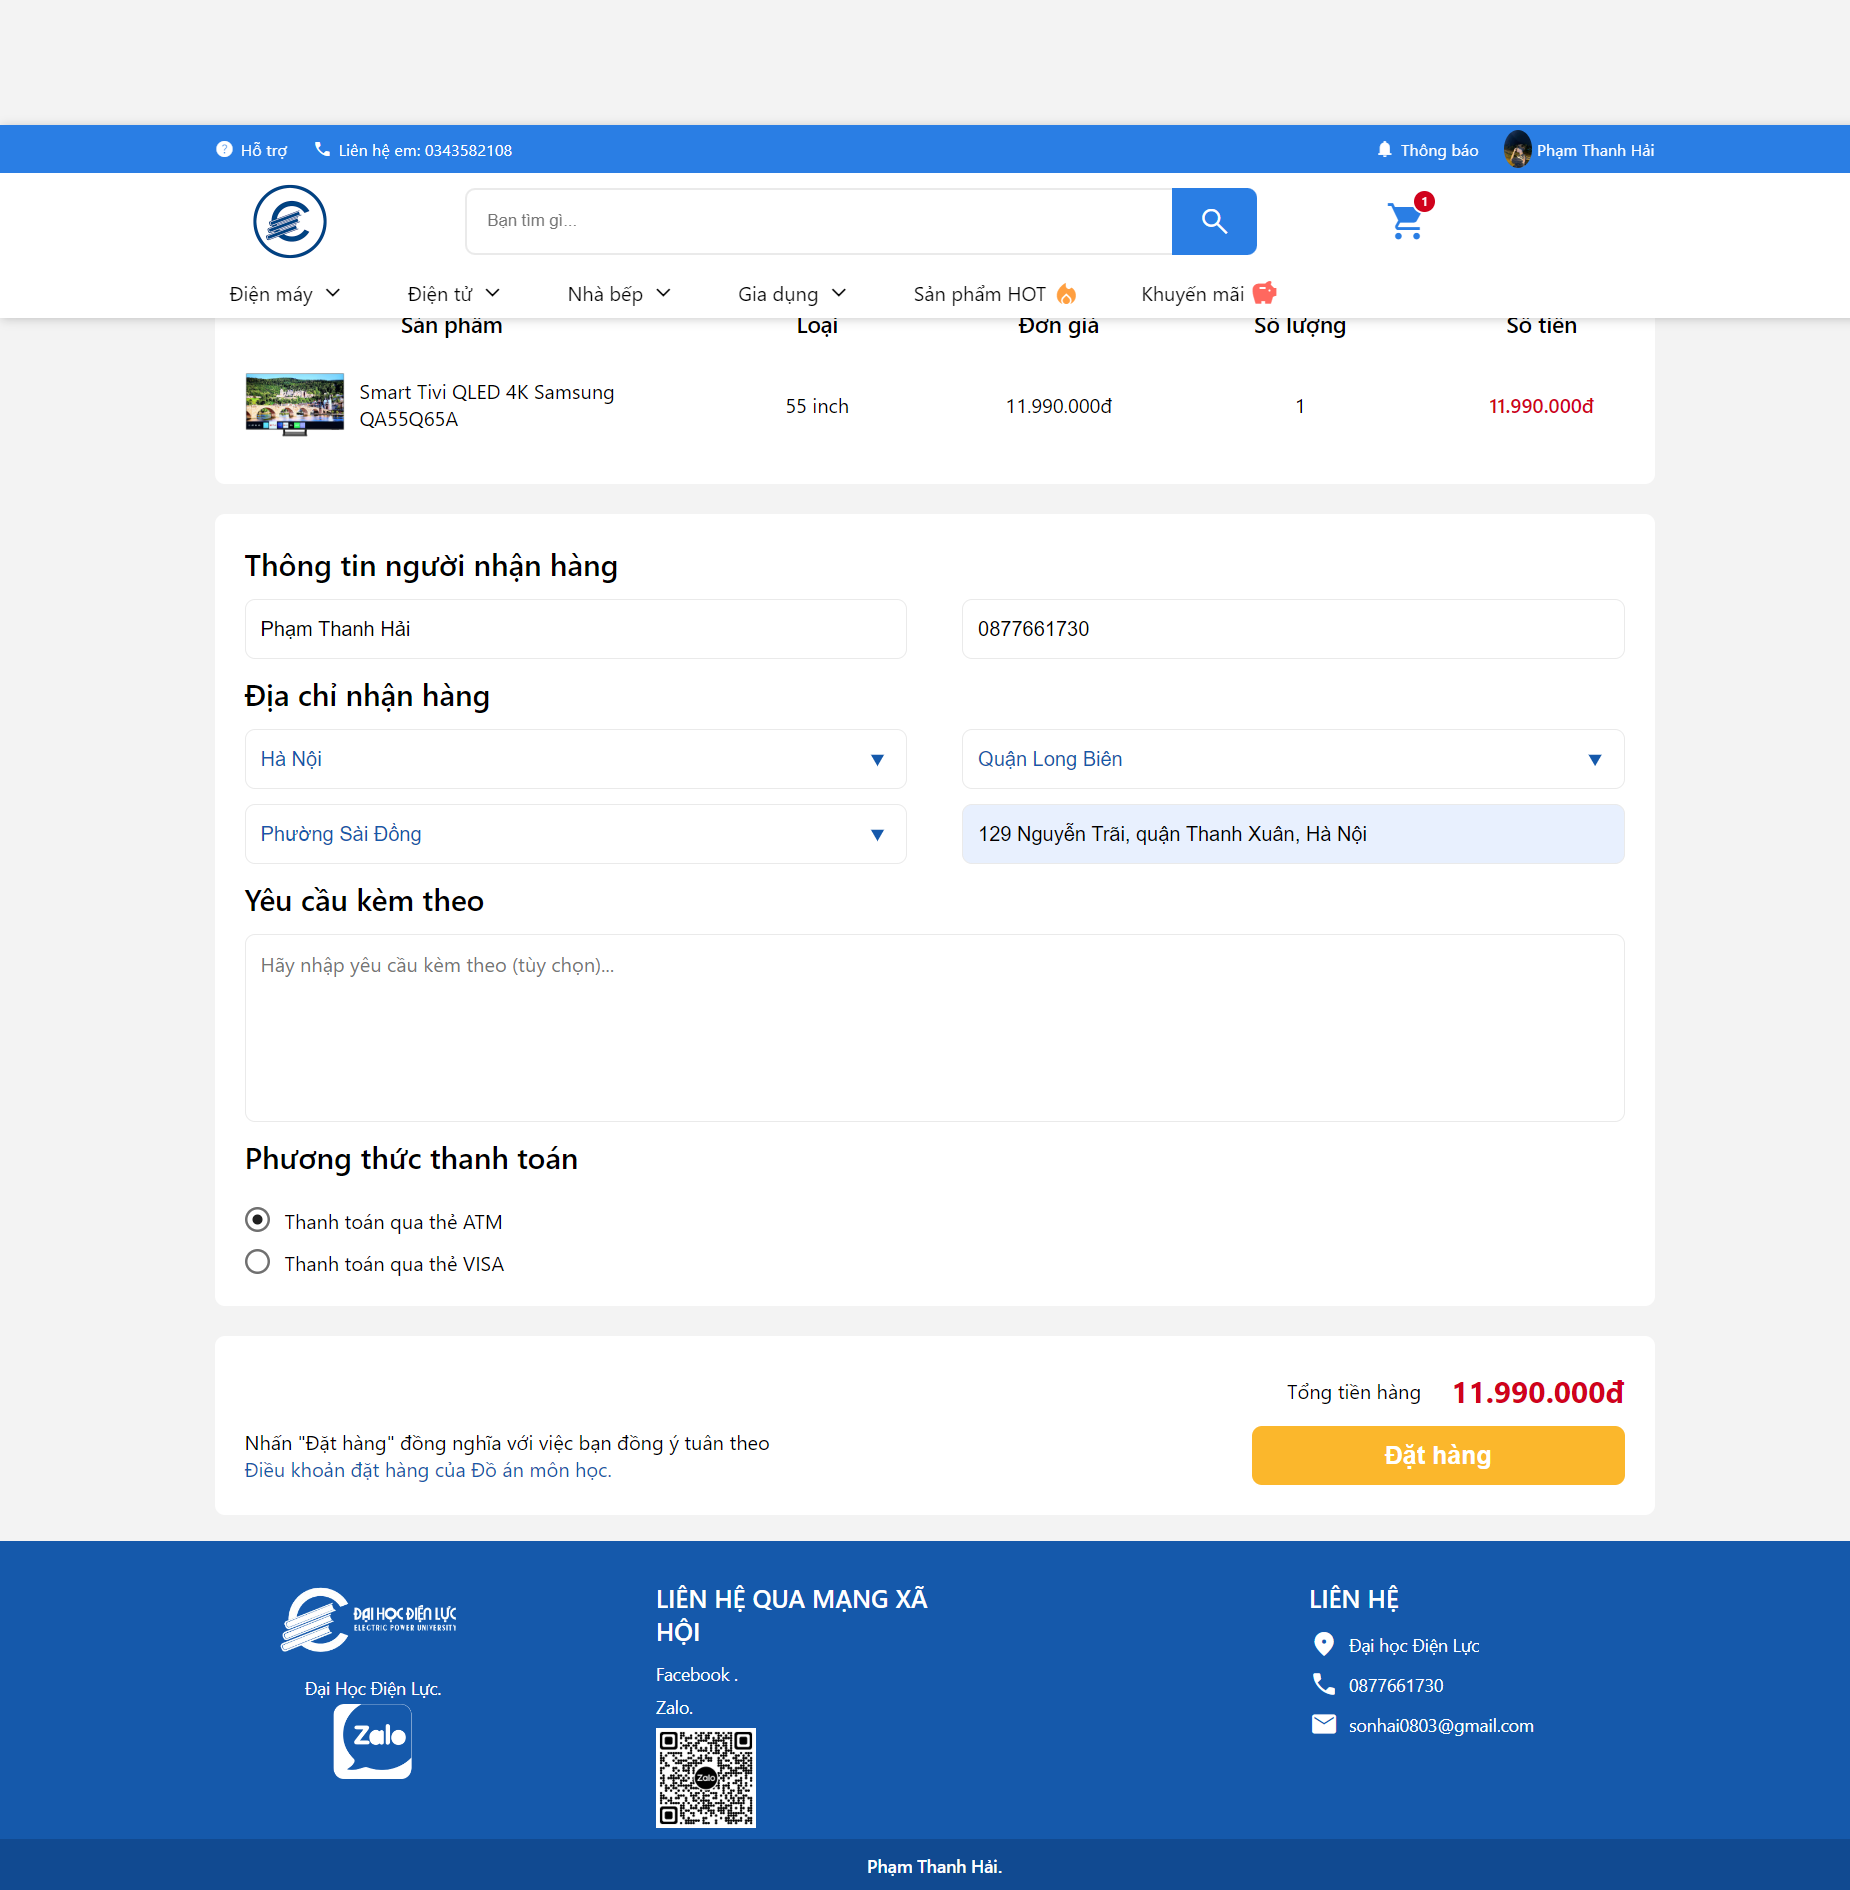 Hỗ trợ
Liên hệ em: 0343582108
Thông báo
Phạm Thanh Hải
Bạn tìm gì...
1
Điện máy
Điện tử
Nhà bếp
Gia dụng
Sản phẩm HOT
Khuyến mãi
Sản phẩm
Loại
Đơn giá
Số lượng
Số tiền
Smart Tivi QLED 4K Samsung
QA55Q65A
55 inch
11.990.000đ
1
11.990.000đ
Thông tin người nhận hàng
Phạm Thanh Hải
0877661730
Địa chỉ nhận hàng
Hà Nội
Quận Long Biên
Phường Sài Đồng
129 Nguyễn Trãi, quận Thanh Xuân, Hà Nội
Yêu cầu kèm theo
Hãy nhập yêu cầu kèm theo (tùy chọn)...
Phương thức thanh toán
Thanh toán qua thẻ ATM
Thanh toán qua thẻ VISA
Tổng tiền hàng
11.990.000đ
Nhấn "Đặt hàng" đồng nghĩa với việc bạn đồng ý tuân theo
Điều khoản đặt hàng của Đồ án môn học.
Đặt hàng
ĐẠI HỌC ĐIỆN LỰC
ELECTRIC POWER UNIVERSITY
Đại Học Điện Lực.
Zalo
LIÊN HỆ QUA MẠNG XÃ
HỘI
Facebook .
Zalo.
Zalo
LIÊN HỆ
Đại học Điện Lực
0877661730
sonhai0803@gmail.com
Phạm Thanh Hải.